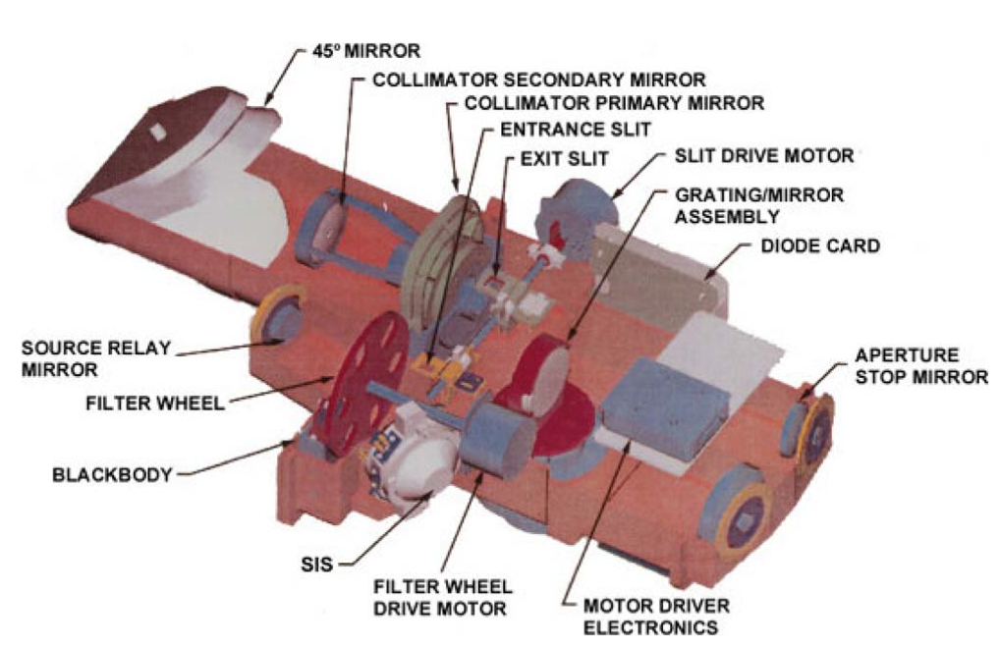 45º MIRROR
COLLIMATOR SECONDARY MIRROR
COLLIMATOR PRIMARY MIRROR
ENTRANCE SLIT
EXIT SLIT
SLIT DRIVE MOTOR
GRATING/MIRROR
ASSEMBLY
DIODE CARD
SOURCE RELAY
MIRROR
APERTURE
STOP MIRROR
FILTER WHEEL
BLACKBODY
SIS
FILTER WHEEL
DRIVE MOTOR
MOTOR DRIVER
ELECTRONICS